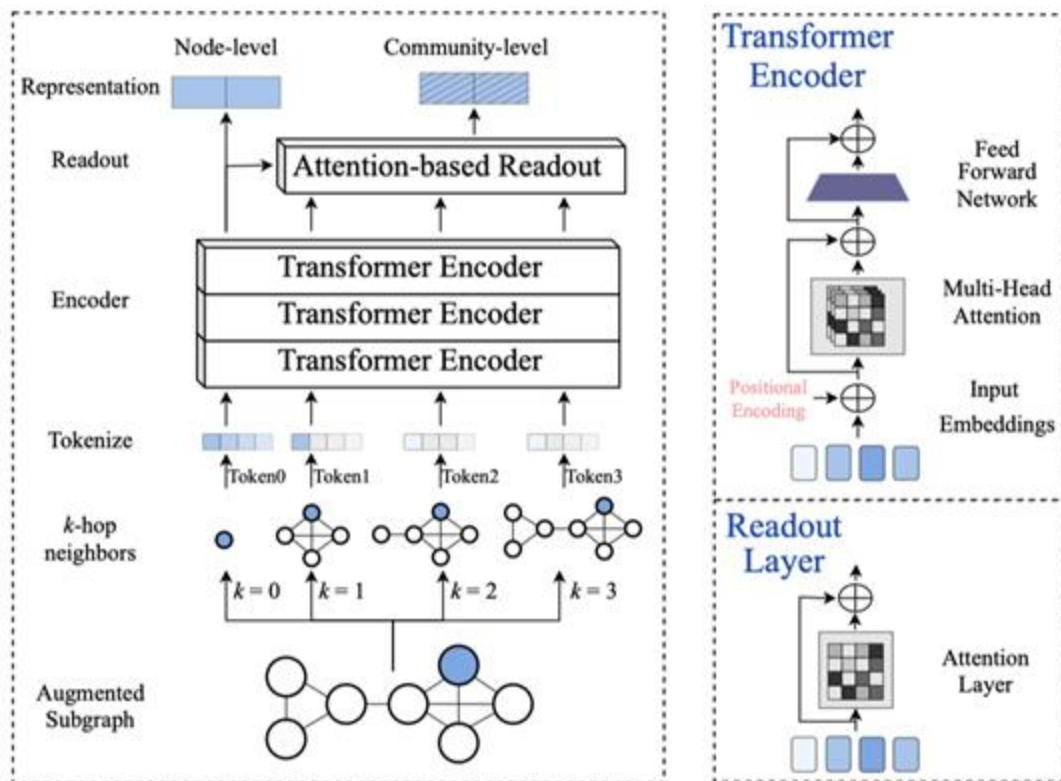 Node-level
Community-level
Representation
Readout
Attention-based Readout
Encoder
Transformer Encoder
Transformer Encoder
Transformer Encoder
Tokenize
Token0
Token1
Token2
Token3
k-hop
neighbors
k = 0
k = 1
k = 2
k = 3
Augmented
Subgraph
Transformer
Encoder
Feed
Forward
Network
Multi-Head
Attention
Positional
Encoding
Input
Embeddings
Readout
Layer
Attention
Layer